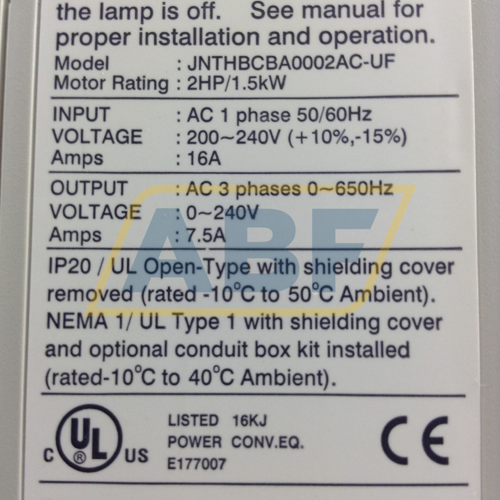 the lamp is off. See manual for
proper installation and operation.
Model : JNTHBCBA0002AC-UF
Motor Rating : 2HP/1.5kW
INPUT : AC 1 phase 50/60Hz
VOLTAGE : 200~240V (+10%,-15%)
Amps : 16A
OUTPUT : AC 3 phases 0~650Hz
VOLTAGE : 0~240V
Amps : 7.5A
ABF
IP20 / UL Open-Type with shielding cover
removed (rated -10°C to 50°C Ambient).
NEMA 1/ UL Type 1 with shielding cover
and optional conduit box kit installed
(rated-10°C to 40°C Ambient).
C UL ® US
LISTED 16KJ
POWER CONV.EQ.
E177007
CE